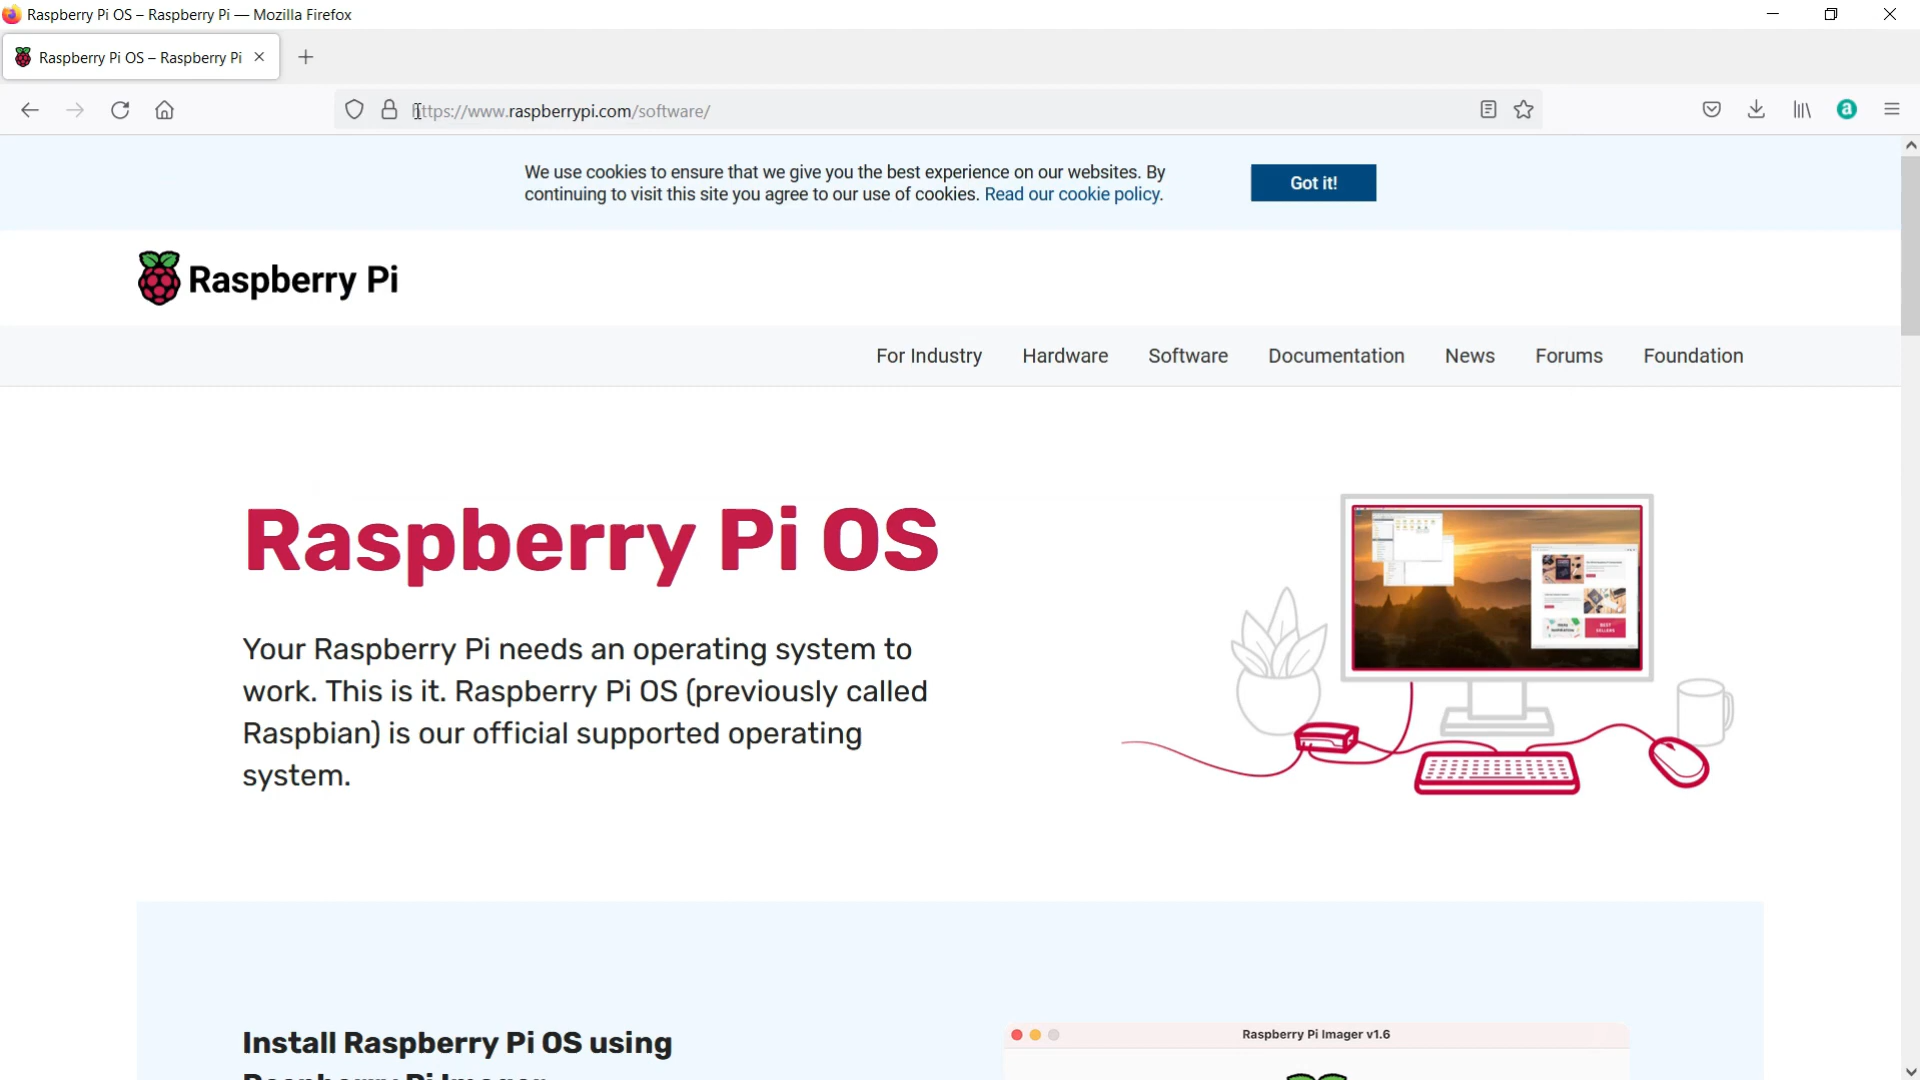 Raspberry Pi OS – Raspberry Pi — Mozilla Firefox
Raspberry Pi OS – Raspberry Pi
https://www.raspberrypi.com/software/
We use cookies to ensure that we give you the best experience on our websites. By
continuing to visit this site you agree to our use of cookies. Read our cookie policy.
Got it!
Raspberry Pi
For Industry Hardware Software Documentation News Forums Foundation
Raspberry Pi OS
Your Raspberry Pi needs an operating system to
work. This is it. Raspberry Pi OS (previously called
Raspbian) is our official supported operating
system.
BEST
SELLERS
Install Raspberry Pi OS using
Raspberry Pi Imager
Raspberry Pi Imager v1.6